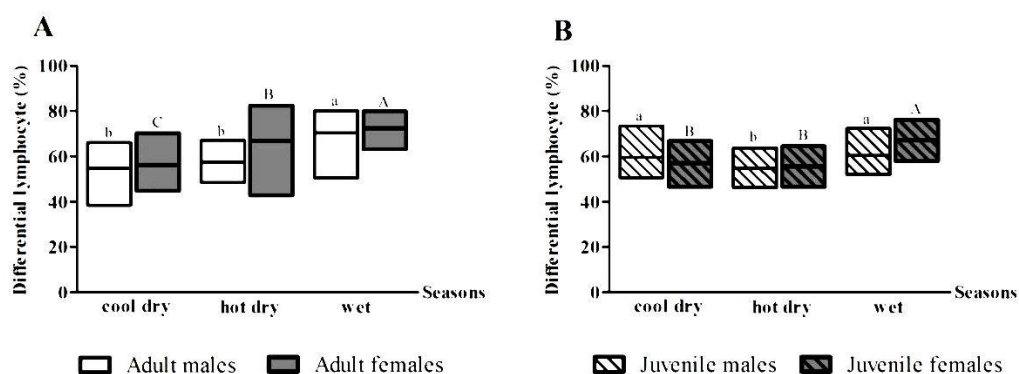 A
Differential lymphocyte (%)
100
80
60
40
20
0
b
C
b
B
a
A
cool dry hot dry wet
Seasons
Adult males Adult females
B
Differential lymphocyte (%)
100
80
60
40
20
0
a
B
b
B
a
A
cool dry hot dry wet
Seasons
Juvenile males Juvenile females